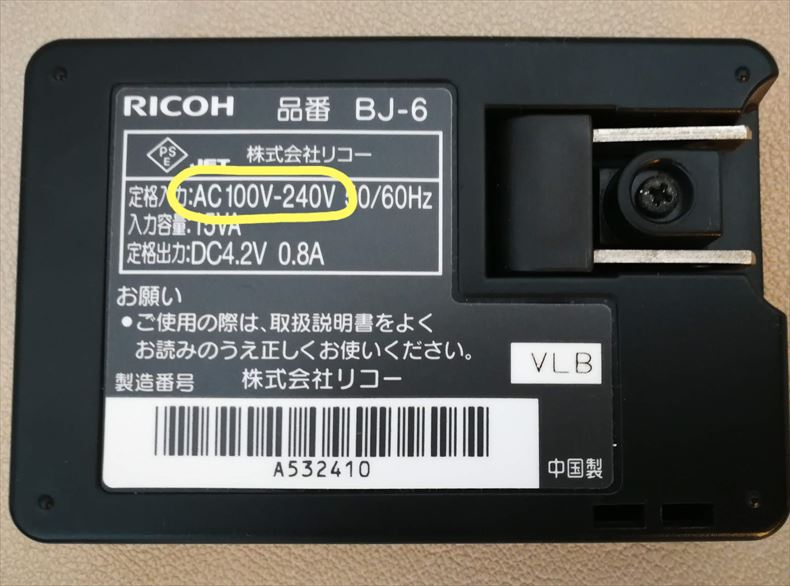 RICOH 品番 BJ-6
PS
E
JET 株式会社リコー
定格入力:AC100V-240V 50/60Hz
入力容量:15VA
定格出力:DC4.2V 0.8A
お願い
●ご使用の際は、取扱説明書をよく
お読みのうえ正しくお使いください。
VLB
製造番号 株式会社リコー
A532410
中国製